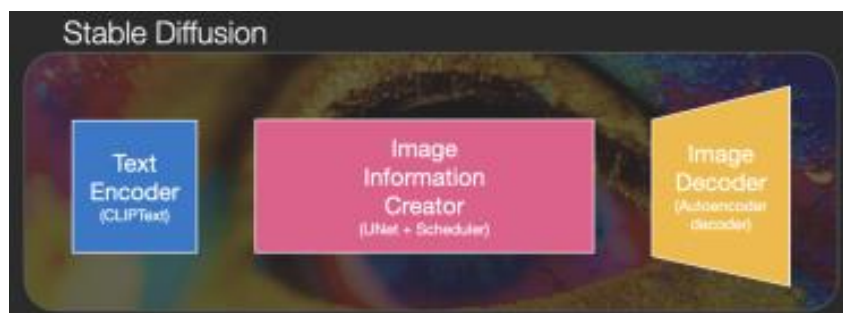 Stable Diffusion
Text
Encoder
(CLIPText)
Image
Information
Creator
(UNet + Scheduler)
Image
Decoder
(Autoencoder
decoder)